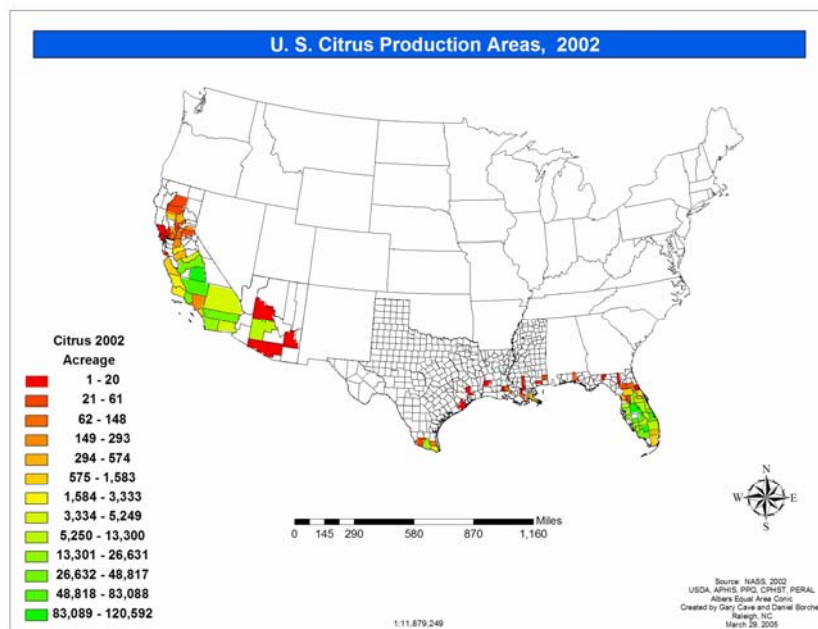 U. S. Citrus Production Areas, 2002
Citrus 2002
Acreage
1 - 20
21 - 61
62 - 148
149 - 293
294 - 574
575 - 1,583
1,584 - 3,333
3,334 - 5,249
5,250 - 13,300
13,301 - 26,631
26,632 - 48,817
48,818 - 83,088
83,089 - 120,592
N
W E
S
Miles
0 145 290 580 870 1,160
Source: NASS, 2002
USDA, APHIS, PPQ, CPHST, PERAL
Albers Equal Area Conic
Created by Gary Cave and Daniel Borche
Raleigh, NC
March 29, 2005
1:11,879,249